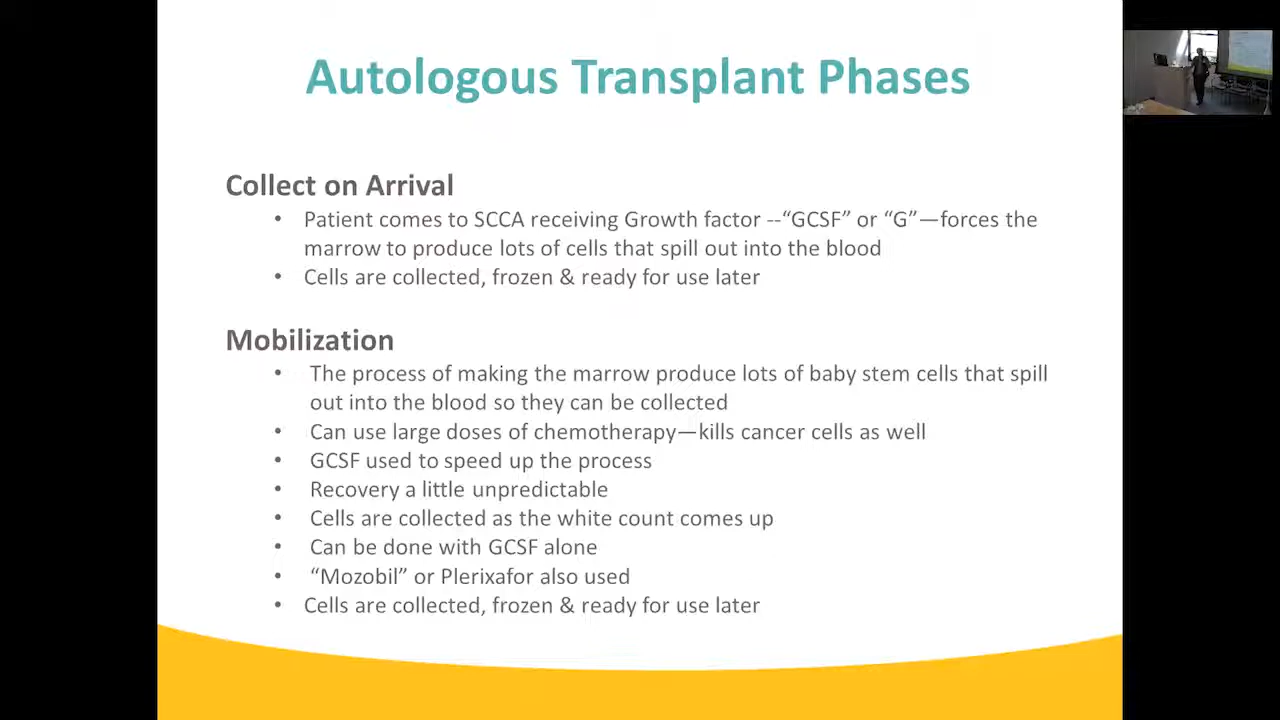 Autologous Transplant Phases
Collect on Arrival
• Patient comes to SCCA receiving Growth factor --“GCSF” or “G”—forces the
marrow to produce lots of cells that spill out into the blood
• Cells are collected, frozen & ready for use later
Mobilization
• The process of making the marrow produce lots of baby stem cells that spill
out into the blood so they can be collected
• Can use large doses of chemotherapy—kills cancer cells as well
• GCSF used to speed up the process
• Recovery a little unpredictable
• Cells are collected as the white count comes up
• Can be done with GCSF alone
• “Mozobil” or Plerixafor also used
• Cells are collected, frozen & ready for use later